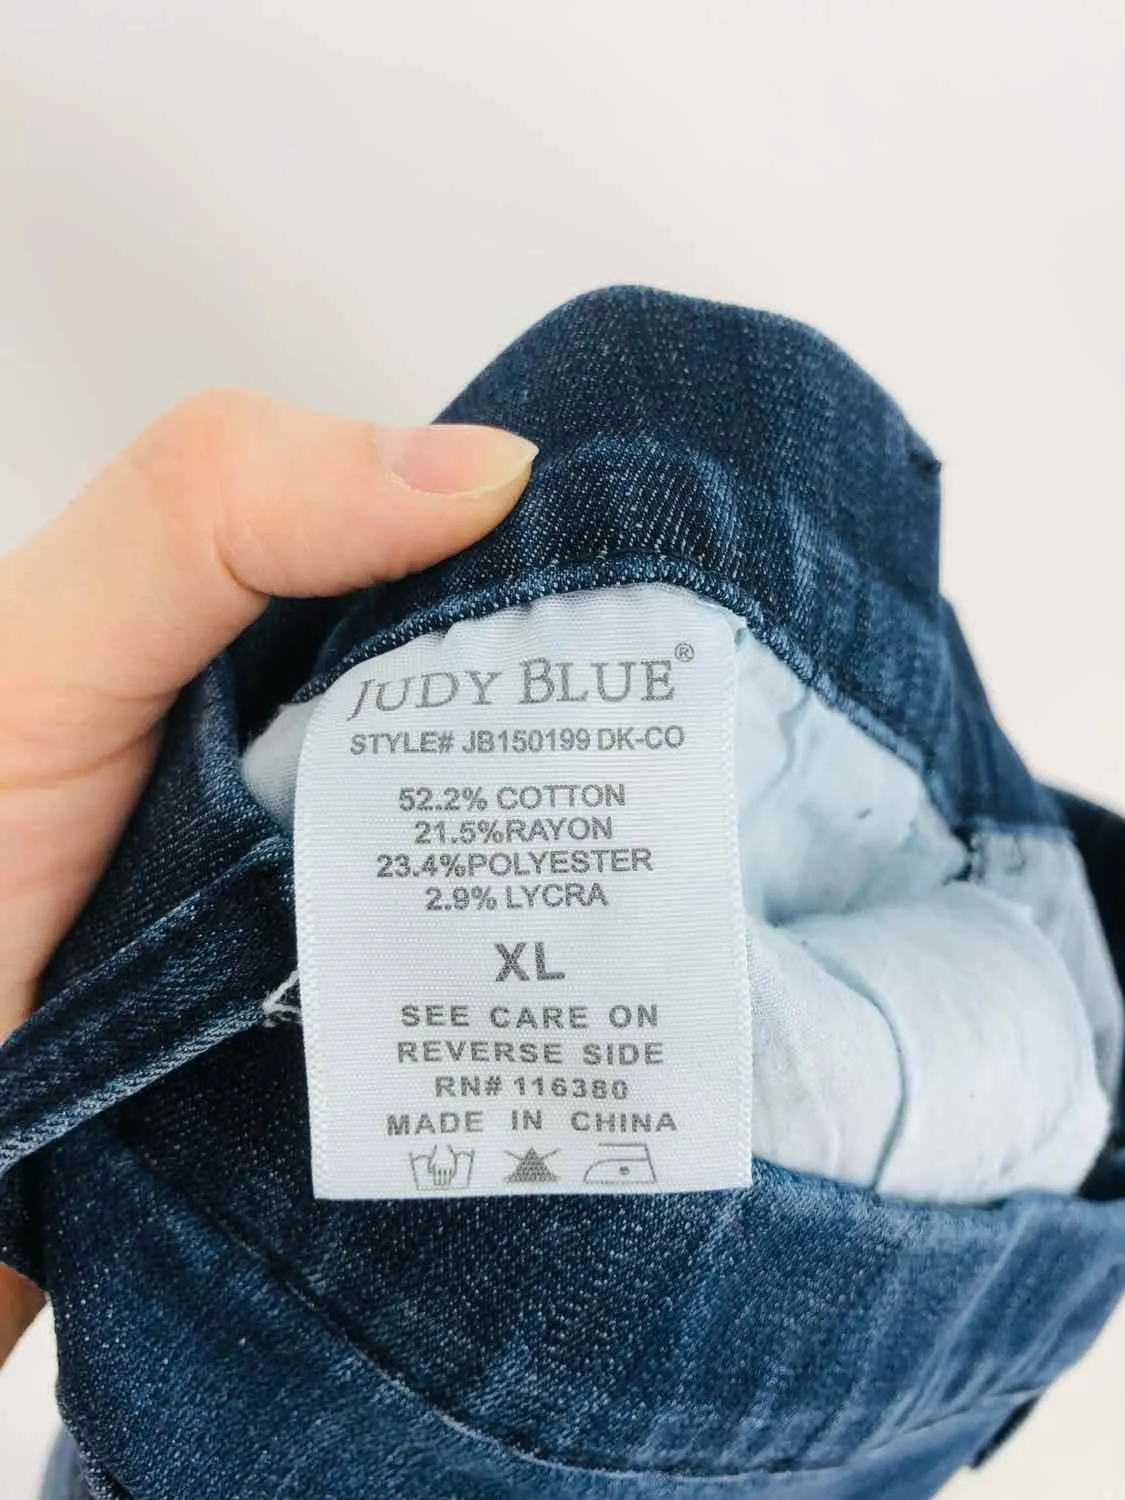 JUDY BLUE®
STYLE# JB150199 DK-CO
52.2% COTTON
21.5%RAYON
23.4%POLYESTER
2.9% LYCRA
XL
SEE CARE ON
REVERSE SIDE
RN# 116380
MADE IN CHINA